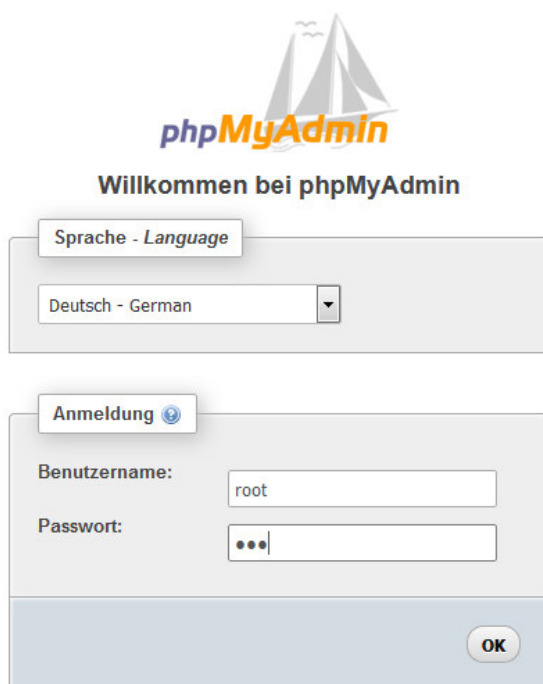 phpMyAdmin
Willkommen bei phpMyAdmin
Sprache - Language
Deutsch - German
Anmeldung
Benutzername:
root
Passwort:
•••
OK